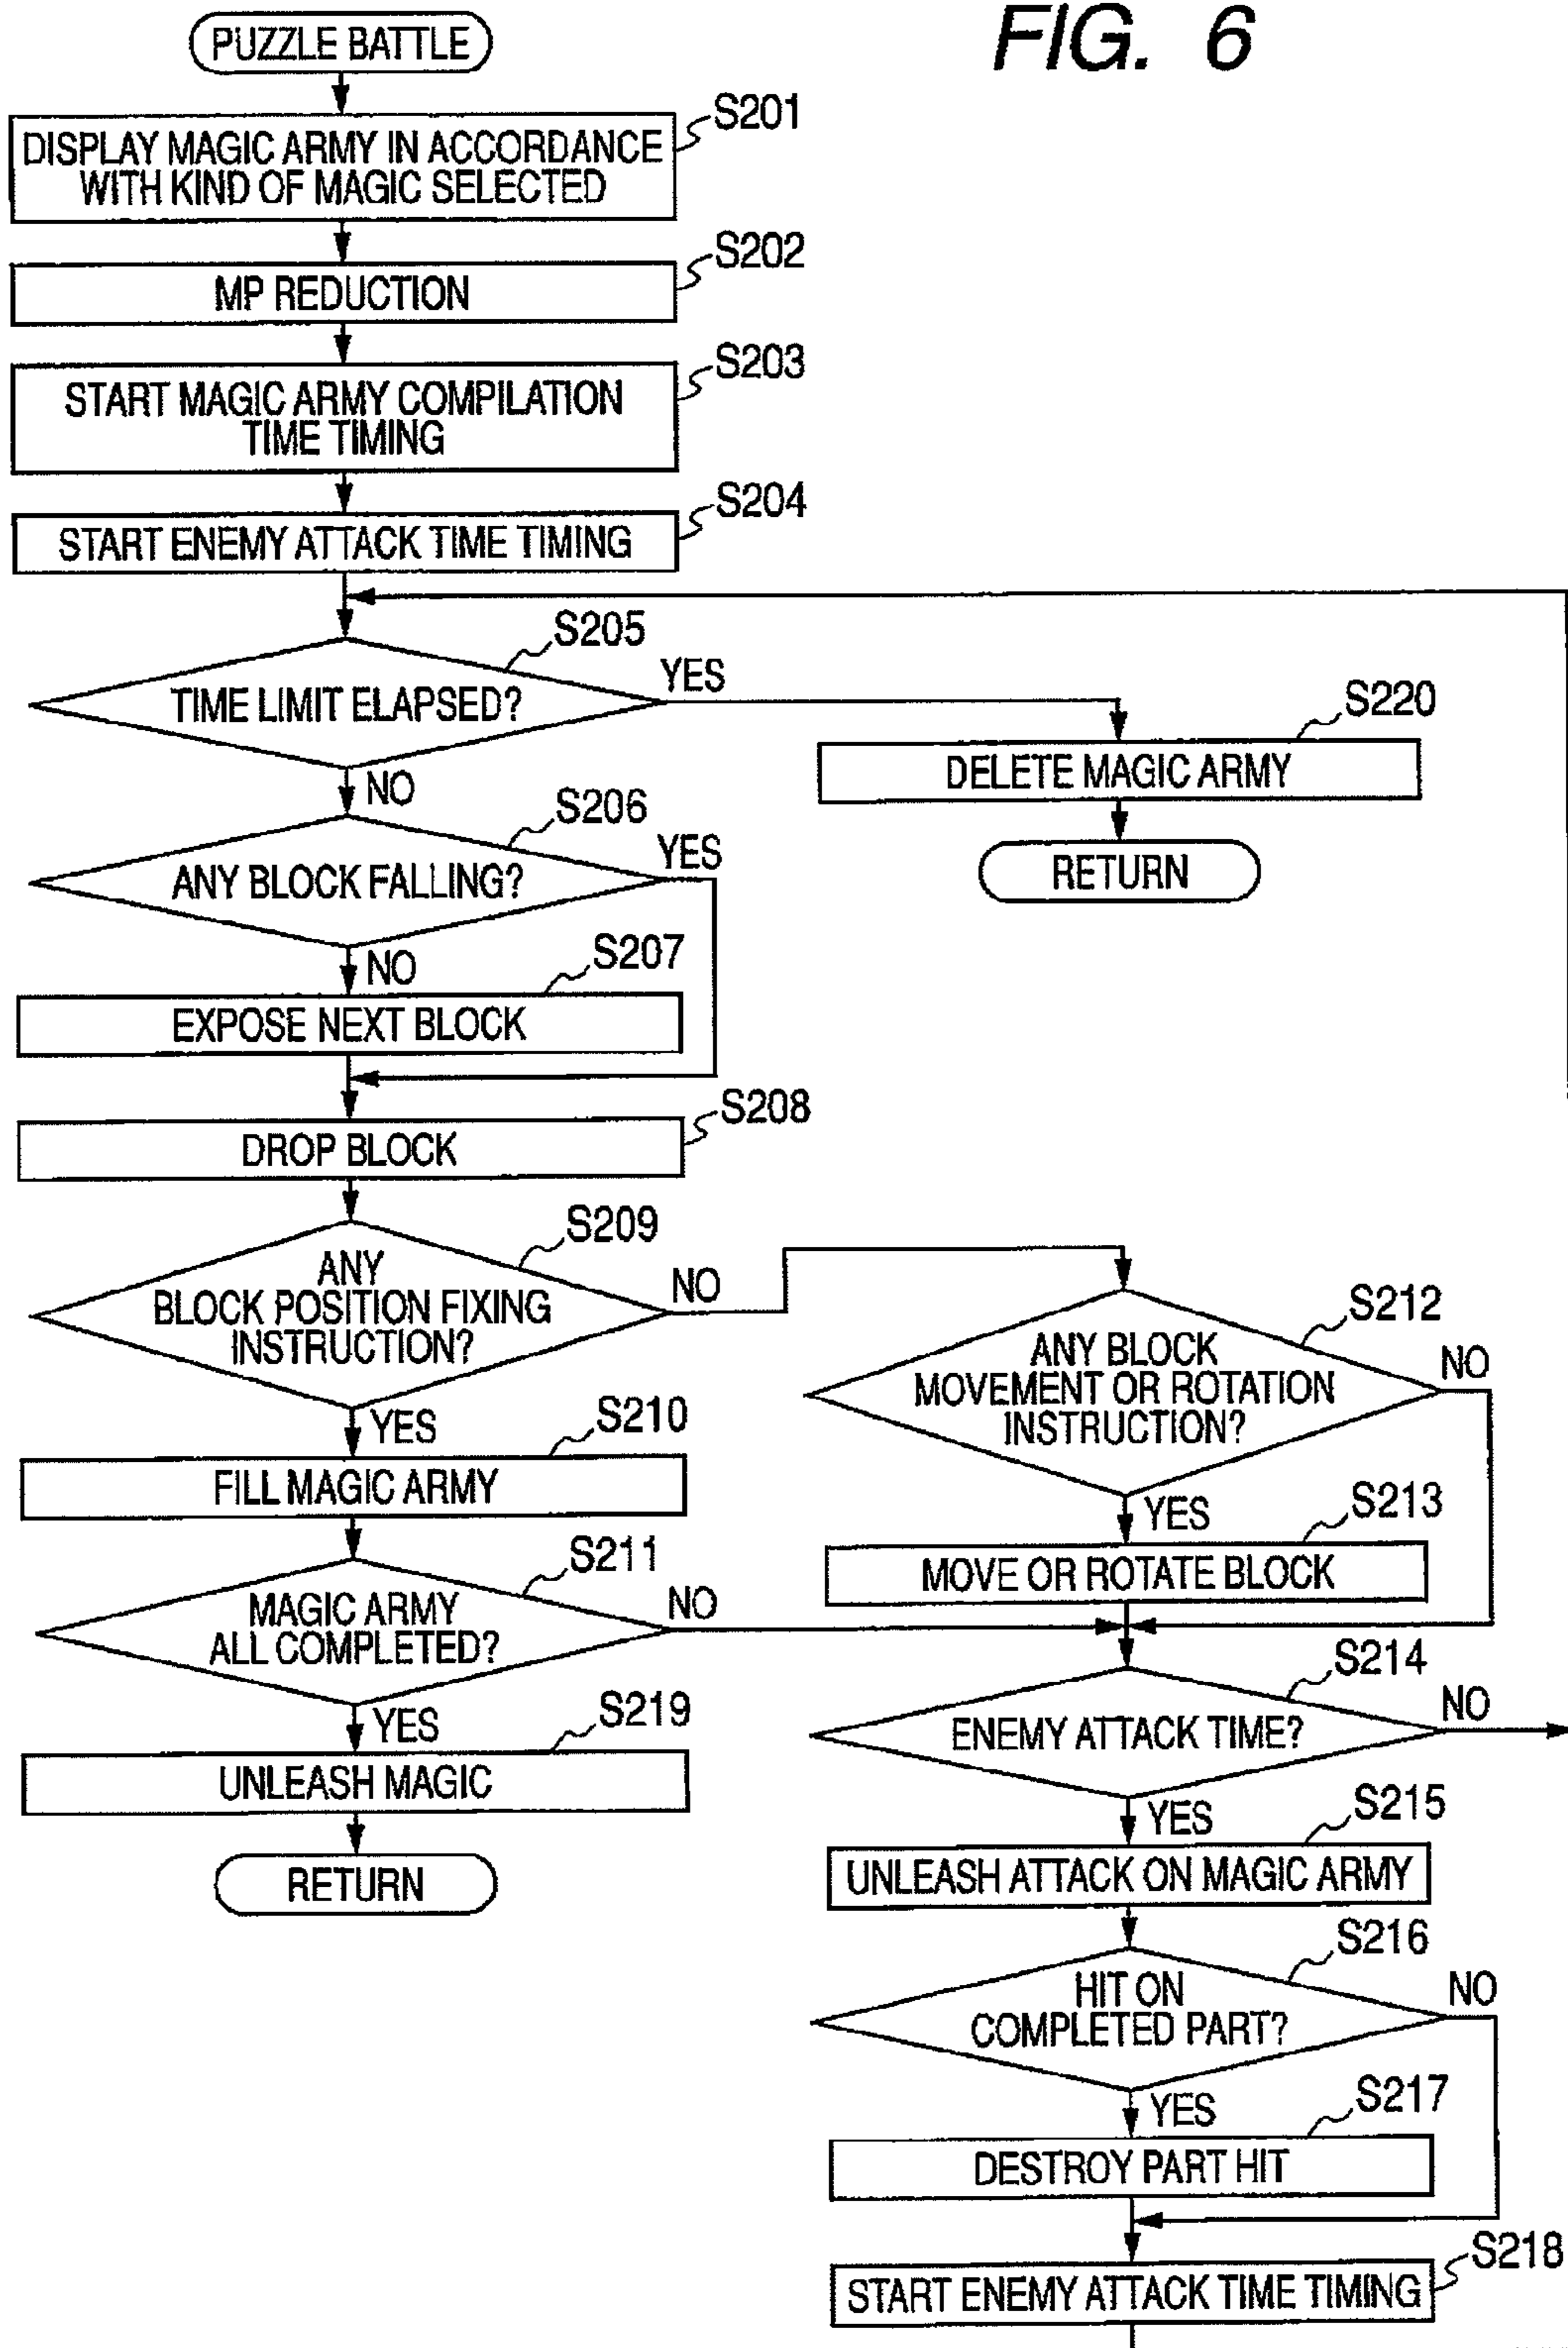 FIG. 6
PUZZLE BATTLE
S201
DISPLAY MAGIC ARMY IN ACCORDANCE
WITH KIND OF MAGIC SELECTED
S202
MP REDUCTION
S203
START MAGIC ARMY COMPILATION
TIME TIMING
S204
START ENEMY ATTACK TIME TIMING
S205
TIME LIMIT ELAPSED?
YES
NO
S220
DELETE MAGIC ARMY
RETURN
S206
ANY BLOCK FALLING?
YES
NO
S207
EXPOSE NEXT BLOCK
S208
DROP BLOCK
S209
ANY
BLOCK POSITION FIXING
INSTRUCTION?
NO
YES
S210
FILL MAGIC ARMY
S211
MAGIC ARMY
ALL COMPLETED?
NO
YES
S219
UNLEASH MAGIC
RETURN
S212
ANY BLOCK
MOVEMENT OR ROTATION
INSTRUCTION?
NO
YES
S213
MOVE OR ROTATE BLOCK
S214
ENEMY ATTACK TIME?
NO
YES
S215
UNLEASH ATTACK ON MAGIC ARMY
S216
HIT ON
COMPLETED PART?
NO
YES
S217
DESTROY PART HIT
S218
START ENEMY ATTACK TIME TIMING